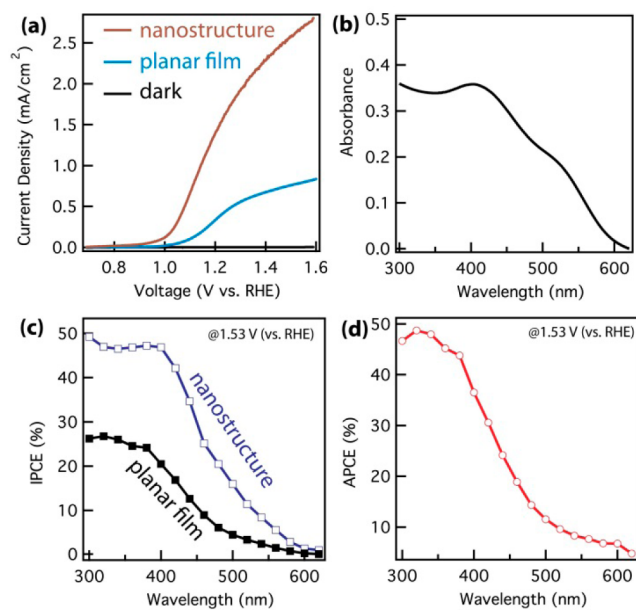 (a)
nanostructure
planar film
dark
Current Density (mA/cm²)
2.5
2.0
1.5
1.0
0.5
0.0
0.8 1.0 1.2 1.4 1.6
Voltage (V vs. RHE)
(b)
Absorbance
0.5
0.4
0.3
0.2
0.1
0.0
300 400 500 600
Wavelength (nm)
(c)
@1.53 V (vs. RHE)
nanostructure
planar film
IPCE (%)
50
40
30
20
10
0
300 400 500 600
Wavelength (nm)
(d)
@1.53 V (vs. RHE)
APCE (%)
50
40
30
20
10
300 400 500 600
Wavelength (nm)